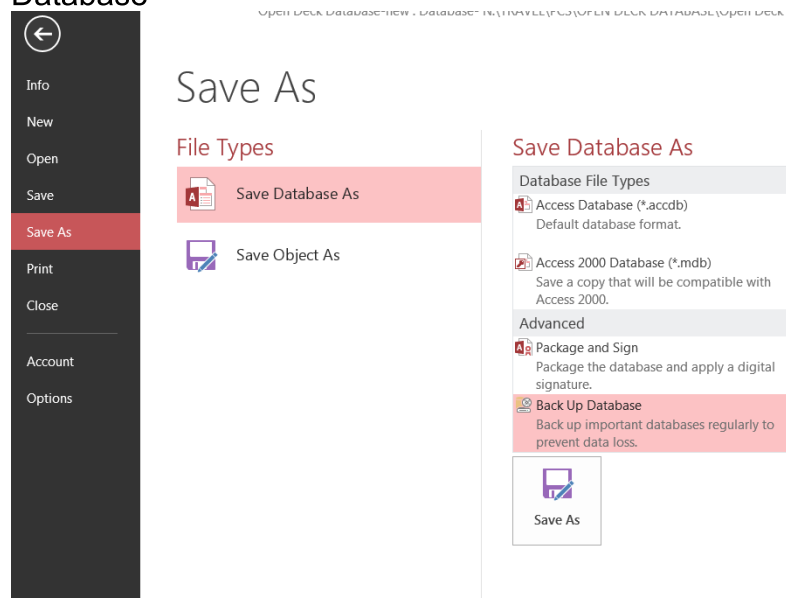 Database
Open Deck Database-new : Database- N:\TRAVEL\PCS\OPEN DECK DATABASE\Open Deck
Info
New
Open
Save
Save As
Print
Close
Account
Options
Save As
File Types
Save Database As
Save Object As
Save Database As
Database File Types
Access Database (*.accdb)
Default database format.
Access 2000 Database (*.mdb)
Save a copy that will be compatible with
Access 2000.
Advanced
Package and Sign
Package the database and apply a digital
signature.
Back Up Database
Back up important databases regularly to
prevent data loss.
Save As